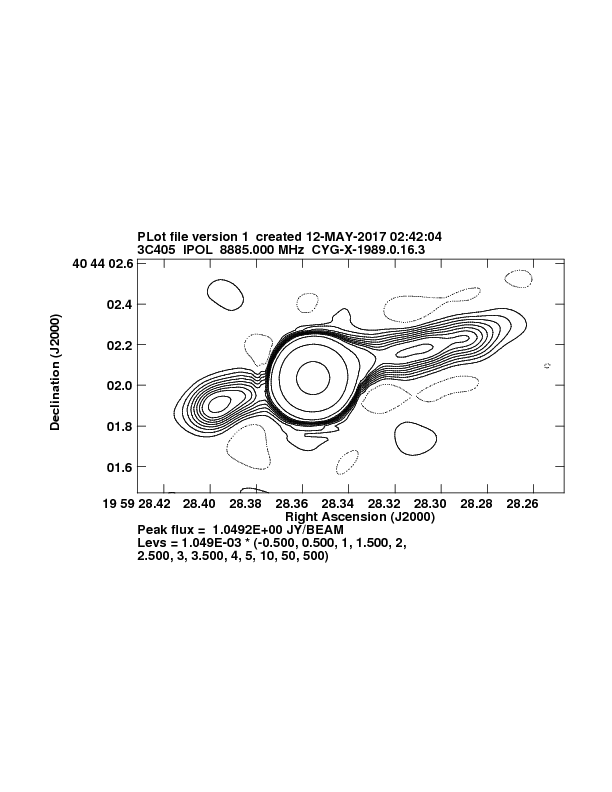 PLot file version 1  created 12-MAY-2017 02:42:04
3C405  IPOL  8885.000 MHz  CYG-X-1989.0.16.3
40 44 02.6
02.4
02.2
02.0
01.8
01.6
Declination (J2000)
19 59 28.42 28.40 28.38 28.36 28.34 28.32 28.30 28.28 28.26
Right Ascension (J2000)
Peak flux =  1.0492E+00 JY/BEAM
Levs = 1.049E-03 * (-0.500, 0.500, 1, 1.500, 2,
2.500, 3, 3.500, 4, 5, 10, 50, 500)